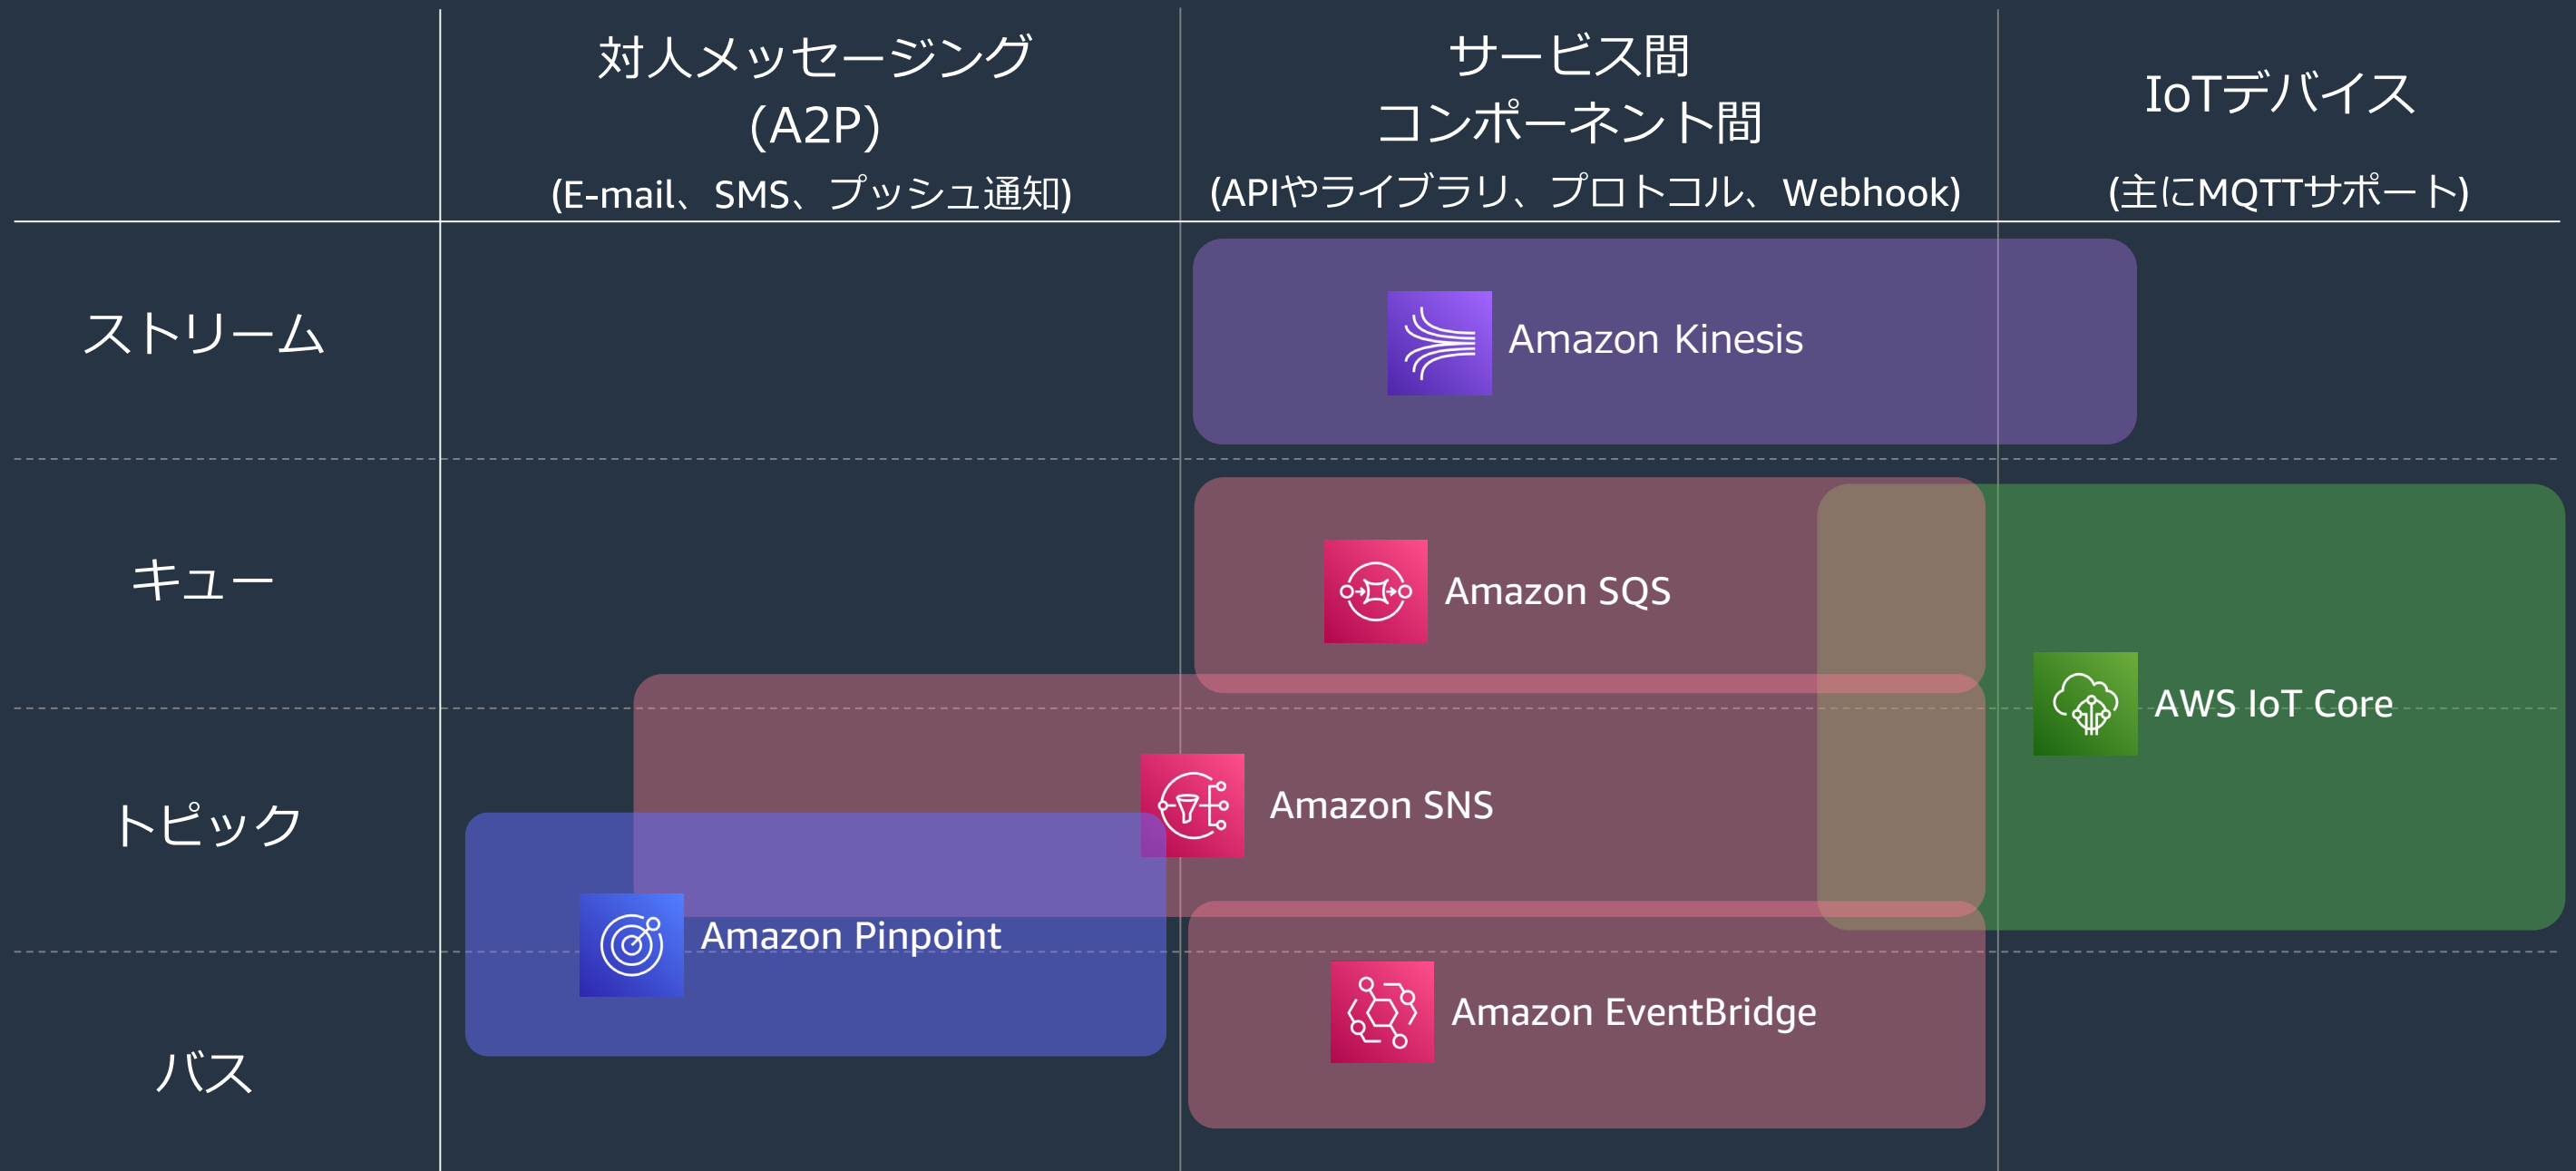 対人メッセージング
(A2P)
(E-mail、SMS、プッシュ通知)
サービス間
コンポーネント間
(APIやライブラリ、プロトコル、Webhook)
IoTデバイス
(主にMQTTサポート)
ストリーム
Amazon Kinesis
キュー
Amazon SQS
AWS IoT Core
トピック
Amazon SNS
Amazon Pinpoint
バス
Amazon EventBridge